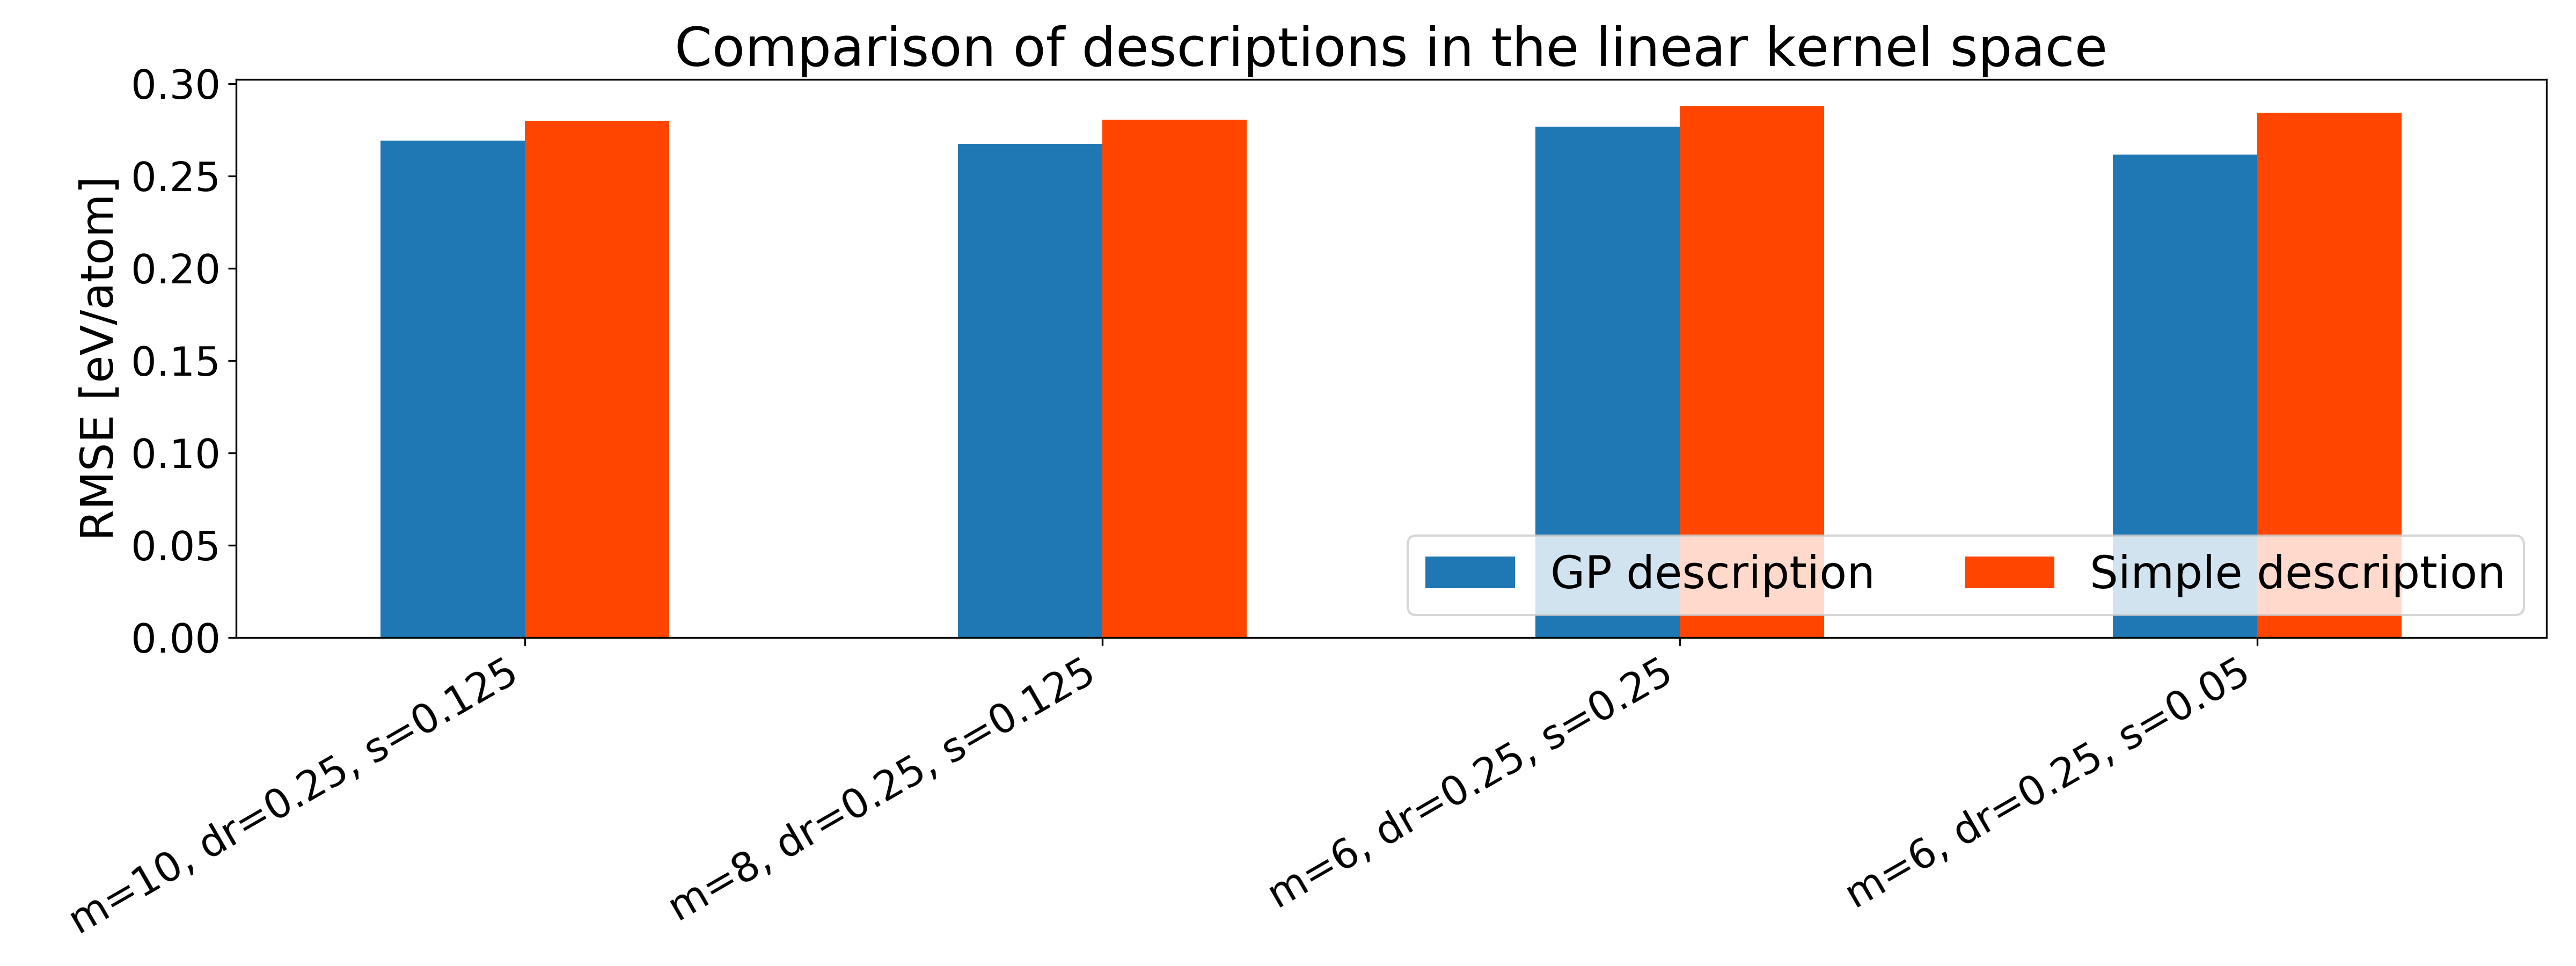 Comparison of descriptions in the linear kernel space
RMSE [eV/atom]
0.30
0.25
0.20
0.15
0.10
0.05
0.00
GP description
Simple description
m=10, dr=0.25, s=0.125
m=8, dr=0.25, s=0.125
m=6, dr=0.25, s=0.25
m=6, dr=0.25, s=0.05